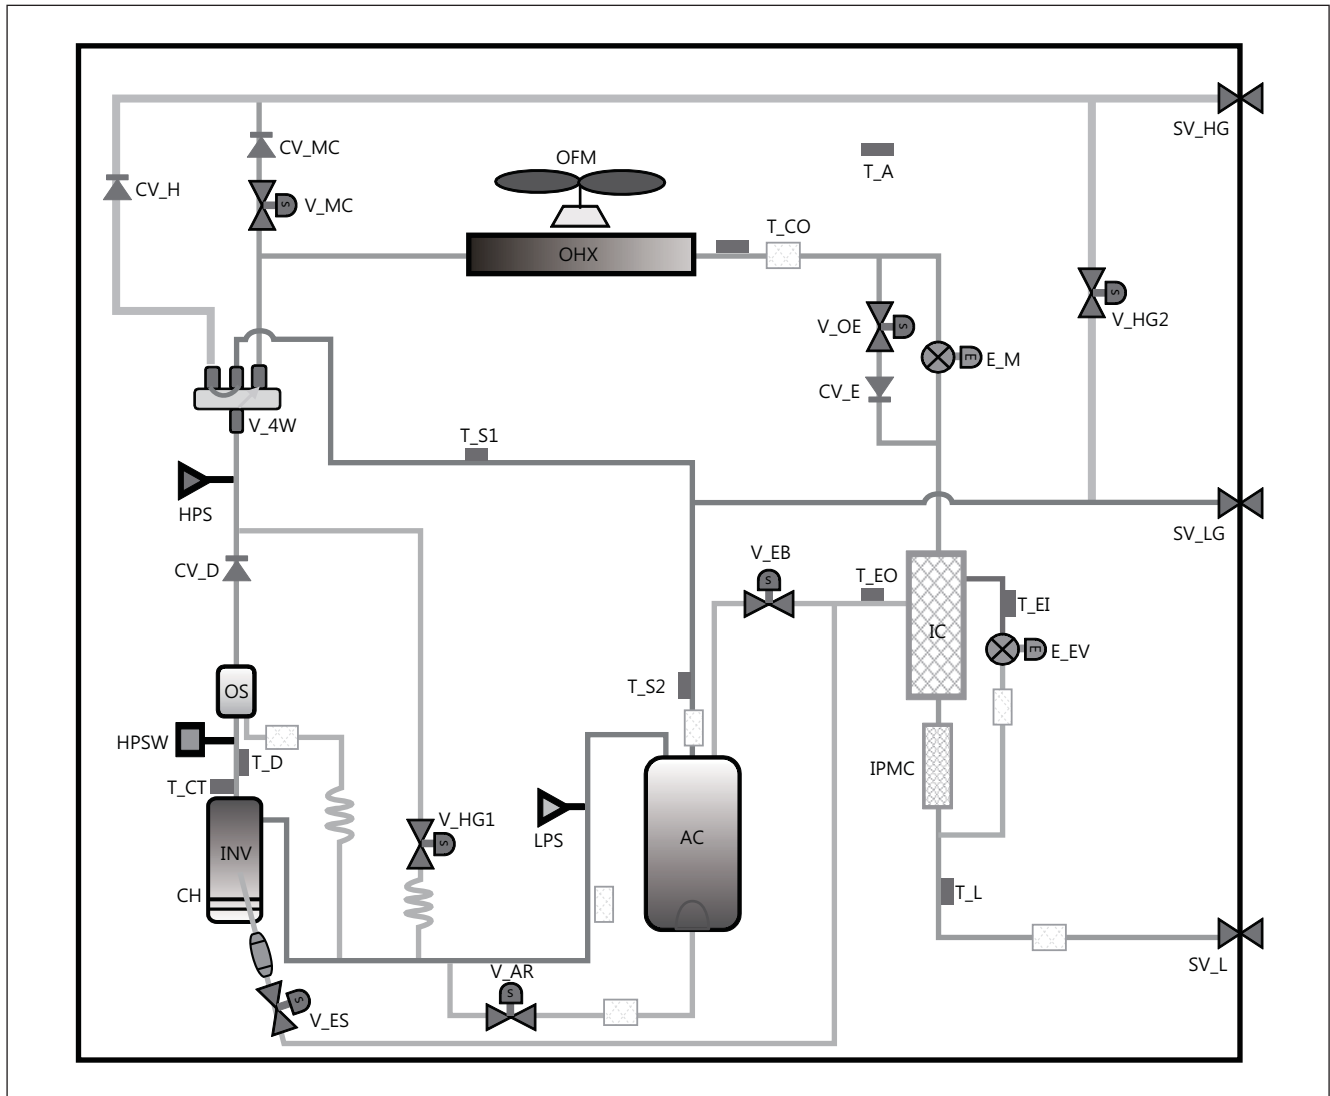 SV_HG
CV_MC
OFM
T_A
CV_H
V_MC
T_CO
OHX
S
S
V_HG2
V_OE
S
E
E_M
CV_E
V_4W
T_S1
HPS
SV_LG
V_EB
CV_D
S
T_EO
T_EI
IC
E
E_EV
T_S2
OS
HPSW
T_D
IPMC
T_CT
V_HG1
LPS
AC
S
INV
CH
T_L
SV_L
V_AR
S
S
V_ES